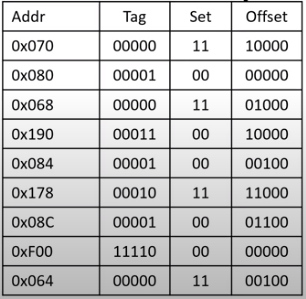 Addr Tag Set Offset
0x070 00000 11 10000
0x080 00001 00 00000
0x068 00000 11 01000
0x190 00011 00 10000
0x084 00001 00 00100
0x178 00010 11 11000
0x08C 00001 00 01100
0xF00 11110 00 00000
0x064 00000 11 00100